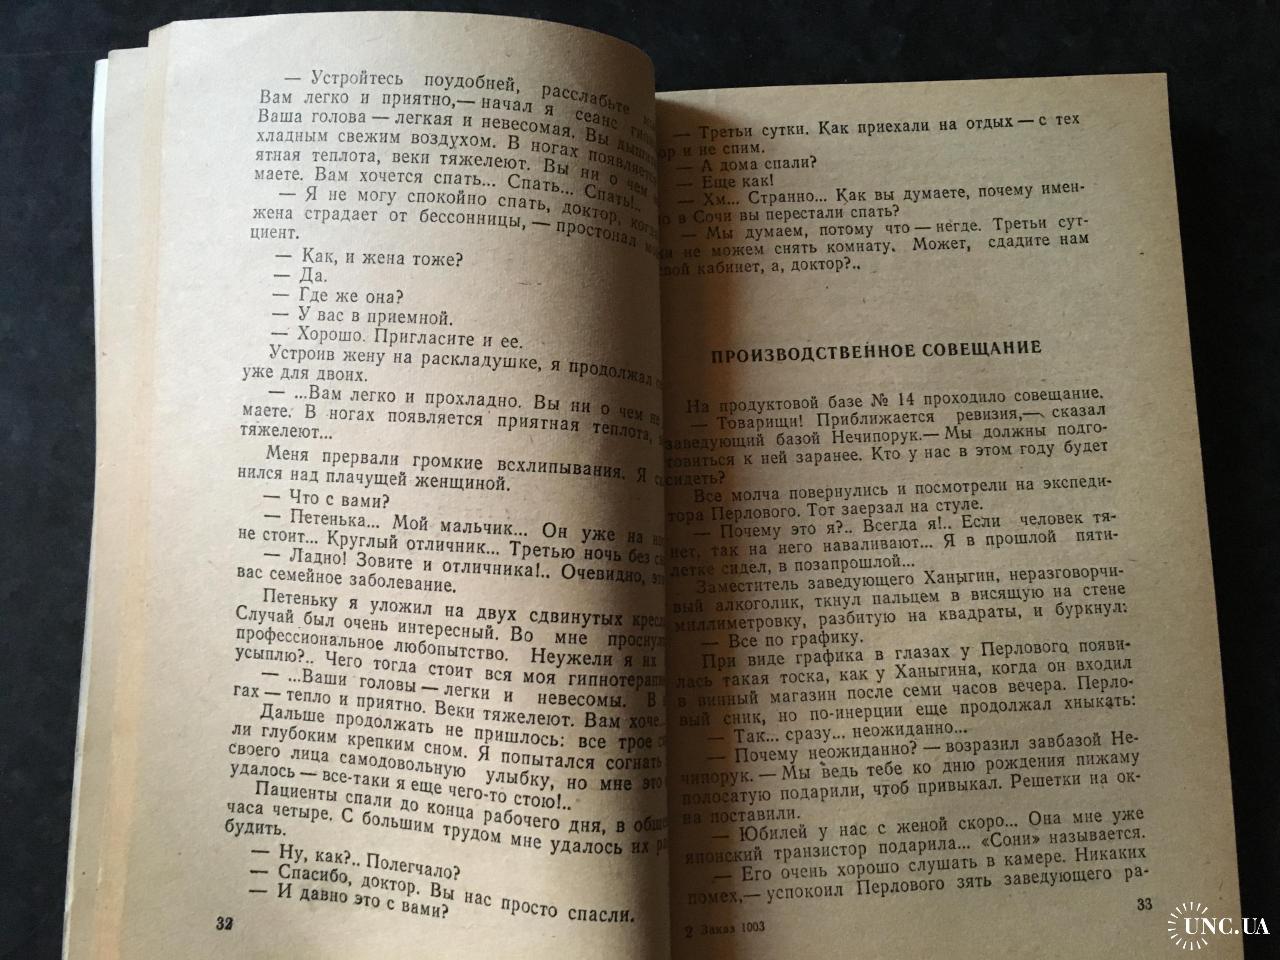 — Устройтесь поудобней, расслабьте
Вам легко и приятно,— начал я сеанс
Ваша голова — легкая и невесомая. Вы
хладным свежим воздухом. В ногах появляется
ятная теплота, веки тяжелеют. Вы ни о чем
маете. Вам хочется спать... Спать... Спать!..
— Я не могу спокойно спать, доктор, когда
жена страдает от бессонницы, — простонал
циент.
— Как, и жена тоже?
— Да.
— Где же она?
— У вас в приемной.
— Хорошо. Пригласите и ее.
Устроив жену на раскладушке, я продолжал
уже для двоих.
— ...Вам легко и прохладно. Вы ни о чем не
маете. В ногах появляется приятная теплота,
тяжелеют...
Меня прервали громкие всхлипывания. Я
нился над плачущей женщиной.
— Что с вами?
— Петенька... Мой мальчик... Он уже на
не стоит... Круглый отличник... Третью ночь без
— Ладно! Зовите и отличника!.. Очевидно,
вас семейное заболевание.
Петеньку я уложил на двух сдвинутых
Случай был очень интересный. Во мне
профессиональное любопытство. Неужели я их
усыплю?.. Чего тогда стоит вся моя
— ...Ваши головы — легки и невесомы. В
гах — тепло и приятно. Веки тяжелеют. Вам
Дальше продолжать не пришлось: все трое
ли глубоким крепким сном. Я попытался согнать
своего лица самодовольную улыбку, но мне это
удалось — все-таки я еще чего-то стою!..
Пациенты спали до конца рабочего дня, в
часа четыре. С большим трудом мне удалось их
будить.
— Ну, как?.. Полегчало?
— Спасибо, доктор. Вы нас просто спасли.
— И давно это с вами?
32
— Третьи сутки. Как приехали на отдых — с тех
ор и не спим.
— А дома спали?
— Еще как!
— Хм... Странно... Как вы думаете, почему имен-
о в Сочи вы перестали спать?
— Мы думаем, потому что — негде. Третьи сут-
ки не можем снять комнату. Может, сдадите нам
вой кабинет, а, доктор?..
ПРОИЗВОДСТВЕННОЕ СОВЕЩАНИЕ
На продуктовой базе № 14 проходило совещание.
— Товарищи! Приближается ревизия,— сказал
заведующий базой Нечипорук.— Мы должны подго-
товиться к ней заранее. Кто у нас в этом году будет
сидеть?
Все молча повернулись и посмотрели на экспеди-
тора Перлового. Тот заерзал на стуле.
— Почему это я?.. Всегда я!.. Если человек тя-
нет, так на него наваливают... Я в прошлой пяти-
летке сидел, в позапрошлой...
Заместитель заведующего Ханыгин, неразговорчи-
вый алкоголик, ткнул пальцем в висящую на стене
миллиметровку, разбитую на квадраты, и буркнул:
— Все по графику.
При виде графика в глазах у Перлового появи-
лась такая тоска, как у Ханыгина, когда он входил
в винный магазин после семи часов вечера. Перло-
вый сник, но по-инерции еще продолжал хныкать:
— Так... сразу... неожиданно...
— Почему неожиданно? — возразил завбазой Не-
чипорук. — Мы ведь тебе ко дню рождения пижаму
полосатую подарили, чтоб привыкал. Решетки на ок-
на поставили.
— Юбилей у нас с женой скоро... Она мне уже
японский транзистор подарила... «Сони» называется.
— Его очень хорошо слушать в камере. Никаких
помех,— успокоил Перлового зять заведующего ра-
2 Заказ 1003
33
UNC.UA